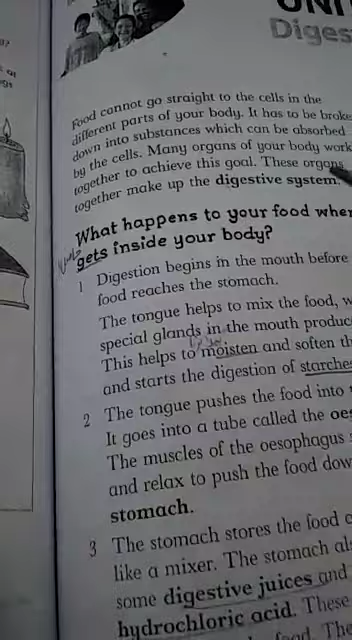 UNI
Diges
Food cannot go straight to the cells in the
different parts of your body. It has to be broke
down into substances which can be absorbed
by the cells. Many organs of your body work
together to achieve this goal. These organs
together make up the digestive system.
What happens to your food when
gets inside your body?
1 Digestion begins in the mouth before
food reaches the stomach.
The tongue helps to mix the food, w
special glands in the mouth produc
This helps to moisten and soften th
and starts the digestion of starche
2 The tongue pushes the food into
It goes into a tube called the oes
The muscles of the oesophagus
and relax to push the food dow
stomach.
3 The stomach stores the food
like a mixer. The stomach al
some digestive juices and
hydrochloric acid. These
food. The